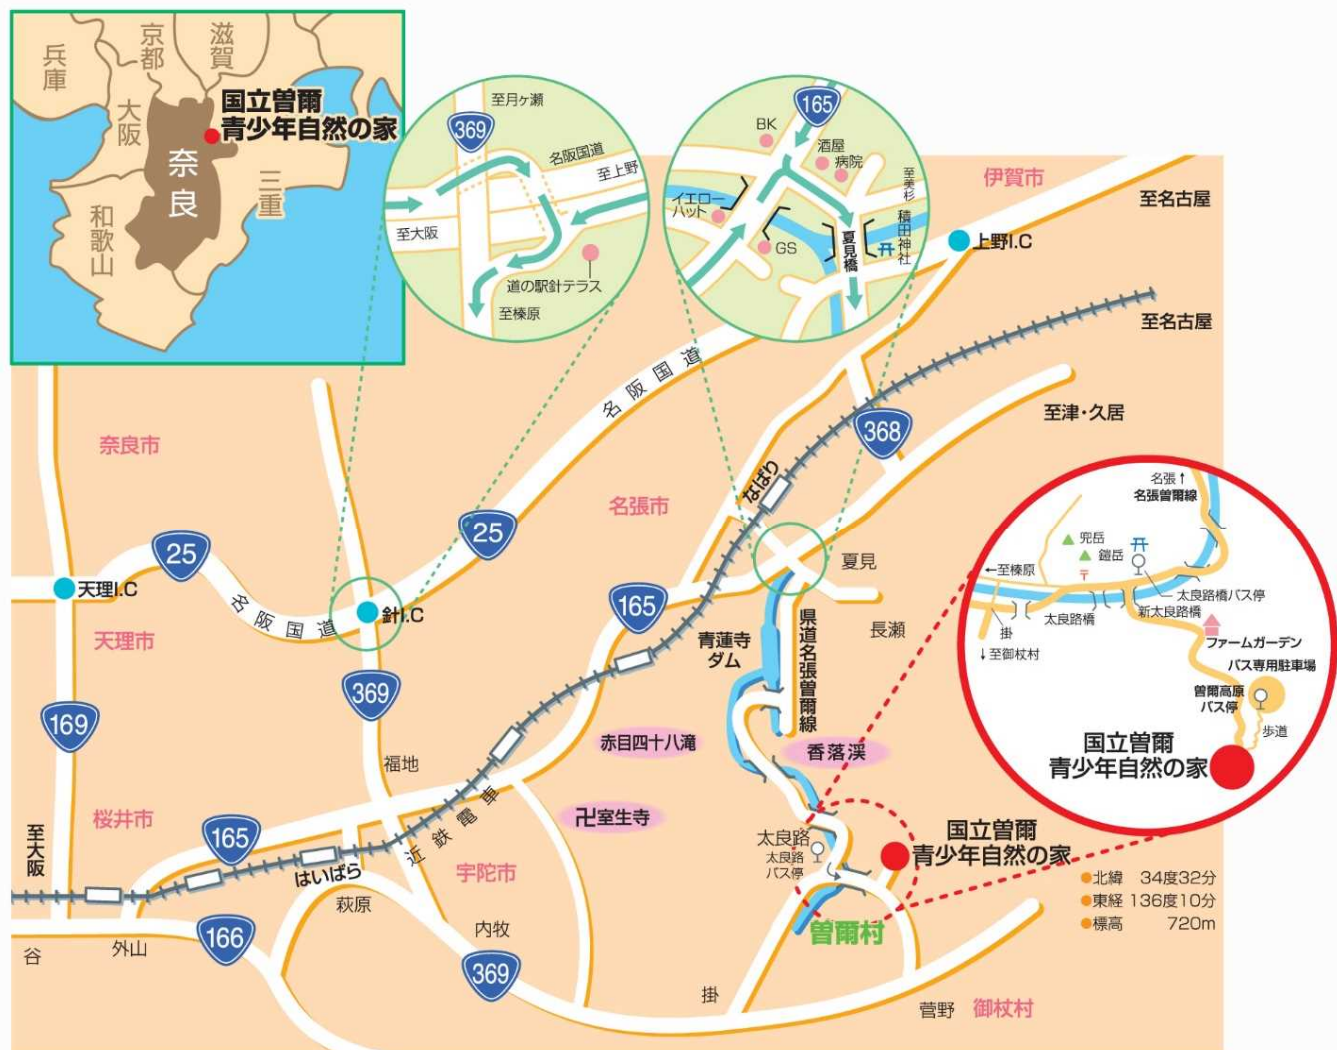 兵庫
京都
滋賀
大阪
奈良
和歌山
三重
国立曽爾
青少年自然の家
至月ヶ瀬
369
名阪国道
至上野
至大阪
道の駅針テラス
至榛原
165
BK
酒屋
病院
至美杉
イエロー
ハット
GS
夏見橋
積田神社
伊賀市
至名古屋
上野I.C
至名古屋
名阪国道
368
至津・久居
奈良市
名張市
なばり
25
25
天理I.C
名阪国道
針I.C
天理市
165
夏見
長瀬
青蓮寺
ダム
県道名張曽爾線
169
369
福地
赤目四十八滝
香落渓
卍室生寺
桜井市
165
至大阪
はいばら
近鉄電車
宇陀市
萩原
内牧
谷
外山
166
369
太良路
太良路
バス停
曽爾村
国立曽爾
青少年自然の家
掛
菅野
御杖村
名張↑
名張曽爾線
兜岳
鎧岳
←至榛原
〒
太良路橋バス停
太良路橋
新太良路橋
掛
↓至御杖村
ファームガーデン
バス専用駐車場
曽爾高原
バス停
歩道
国立曽爾
青少年自然の家
●北緯 34度32分
●東経 136度10分
●標高 720m